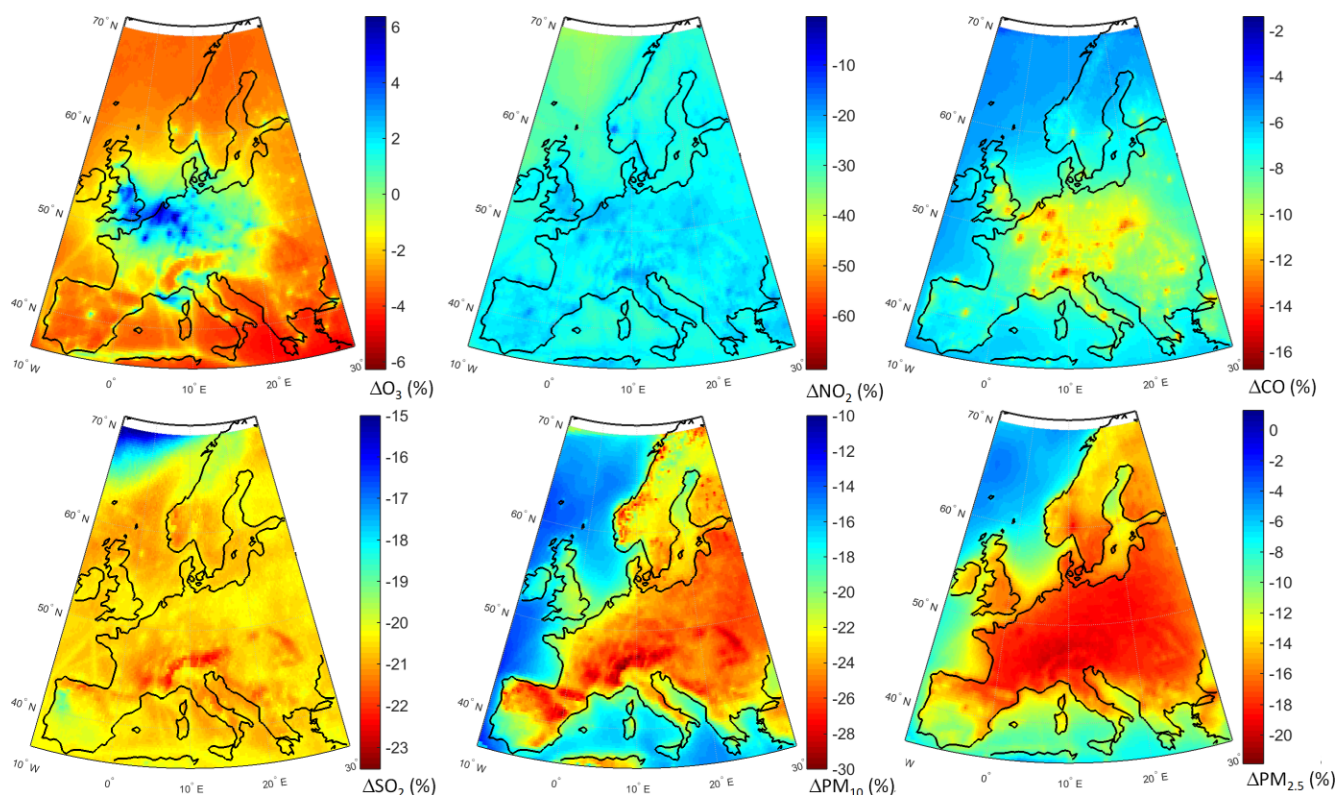 70° N
60° N
50° N
40° N
10° W
0°
10° E
20° E
30
6
4
2
0
-2
-4
-6
ΔO3 (%)
70° N
60° N
50° N
40° N
10° W
0°
10° E
20° E
30
-10
-20
-30
-40
-50
-60
ΔNO2 (%)
70° N
60° N
50° N
40° N
10° W
0°
10° E
20° E
30
-2
-4
-6
-8
-10
-12
-14
-16
ΔCO (%)
70° N
60° N
50° N
40° N
10 W
0°
10° E
20° E
30
-15
-16
-17
-18
-19
-20
-21
-22
-23
ΔSO2 (%)
70° N
60° N
50° N
40° N
10° W
0°
10° E
20° E
30
-10
-12
-14
-16
-18
-20
-22
-24
-26
-28
-30
ΔPM10 (%)
70° N
60° N
50° N
40° N
10° W
0°
10° E
20° E
30
0
-2
-4
-6
-8
-10
-12
-14
-16
-18
-20
ΔPM2.5 (%)